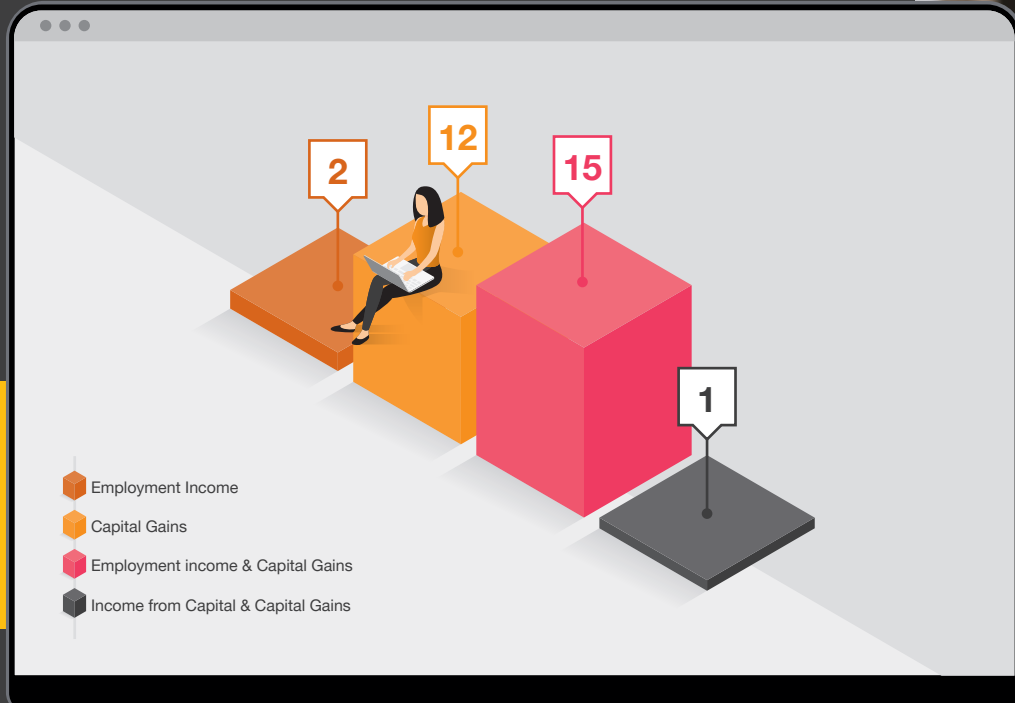 2
12
15
1
Employment Income
Capital Gains
Employment income & Capital Gains
Income from Capital & Capital Gains